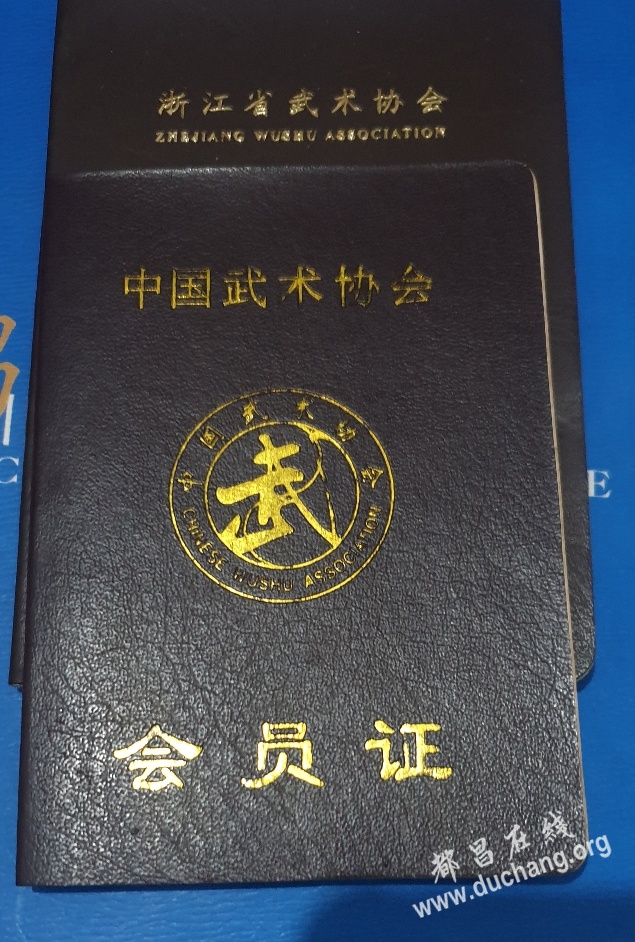 浙江省武术协会
ZHEJIANG WUSHU ASSOCIATION
中国武术协会
中国武术协会
武
CHINESE WUSHU ASSOCIATION
会员证
C
E
都昌在线
www.duchang.org